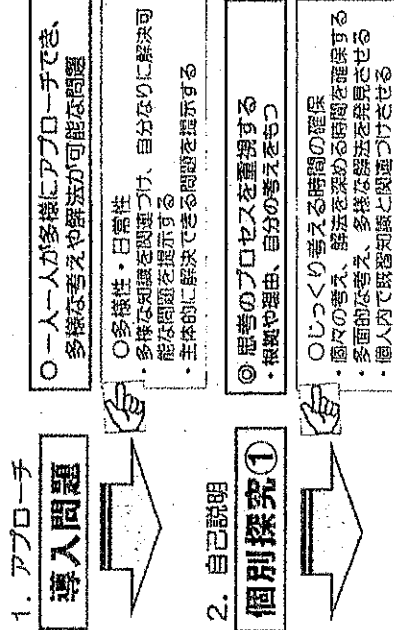 1. アプローチ
導入問題
○一人一人が多様にアプローチでき、
多様な考えや解法が可能な問題
○多様性・日常性
・多様な知識を関連づけ、自分なりに解決可
能な問題を提示する
・主体的に解決できる問題を提示する
2. 自己説明
個別探究①
◎思考のプロセスを重視する
・根拠や理由、自分の考えをもつ
○じっくり考える時間の確保
・個々の考え、解法を深める時間を確保する
・多面的な考え、多様な解法を発見させる
・個人内で既習知識と関連づけさせる